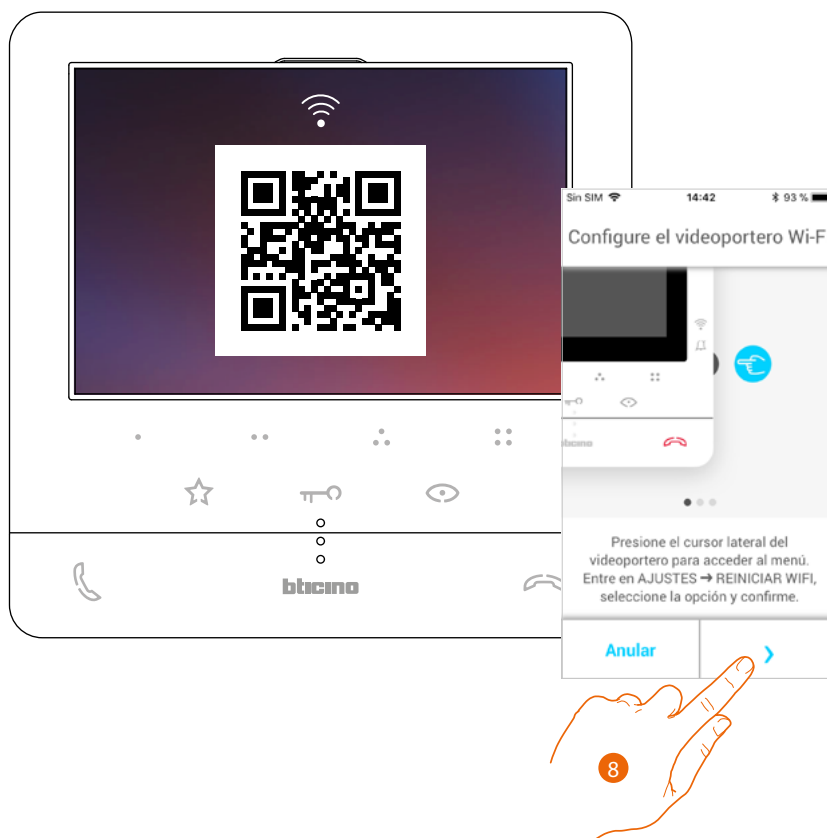 Sin SIM 14:42 93 %
Configure el videoportero Wi-F
bticino
Presione el cursor lateral del
videoportero para acceder al menú.
Entre en AJUSTES → REINICIAR WIFI,
seleccione la opción y confirme.
Anular
bticino
8